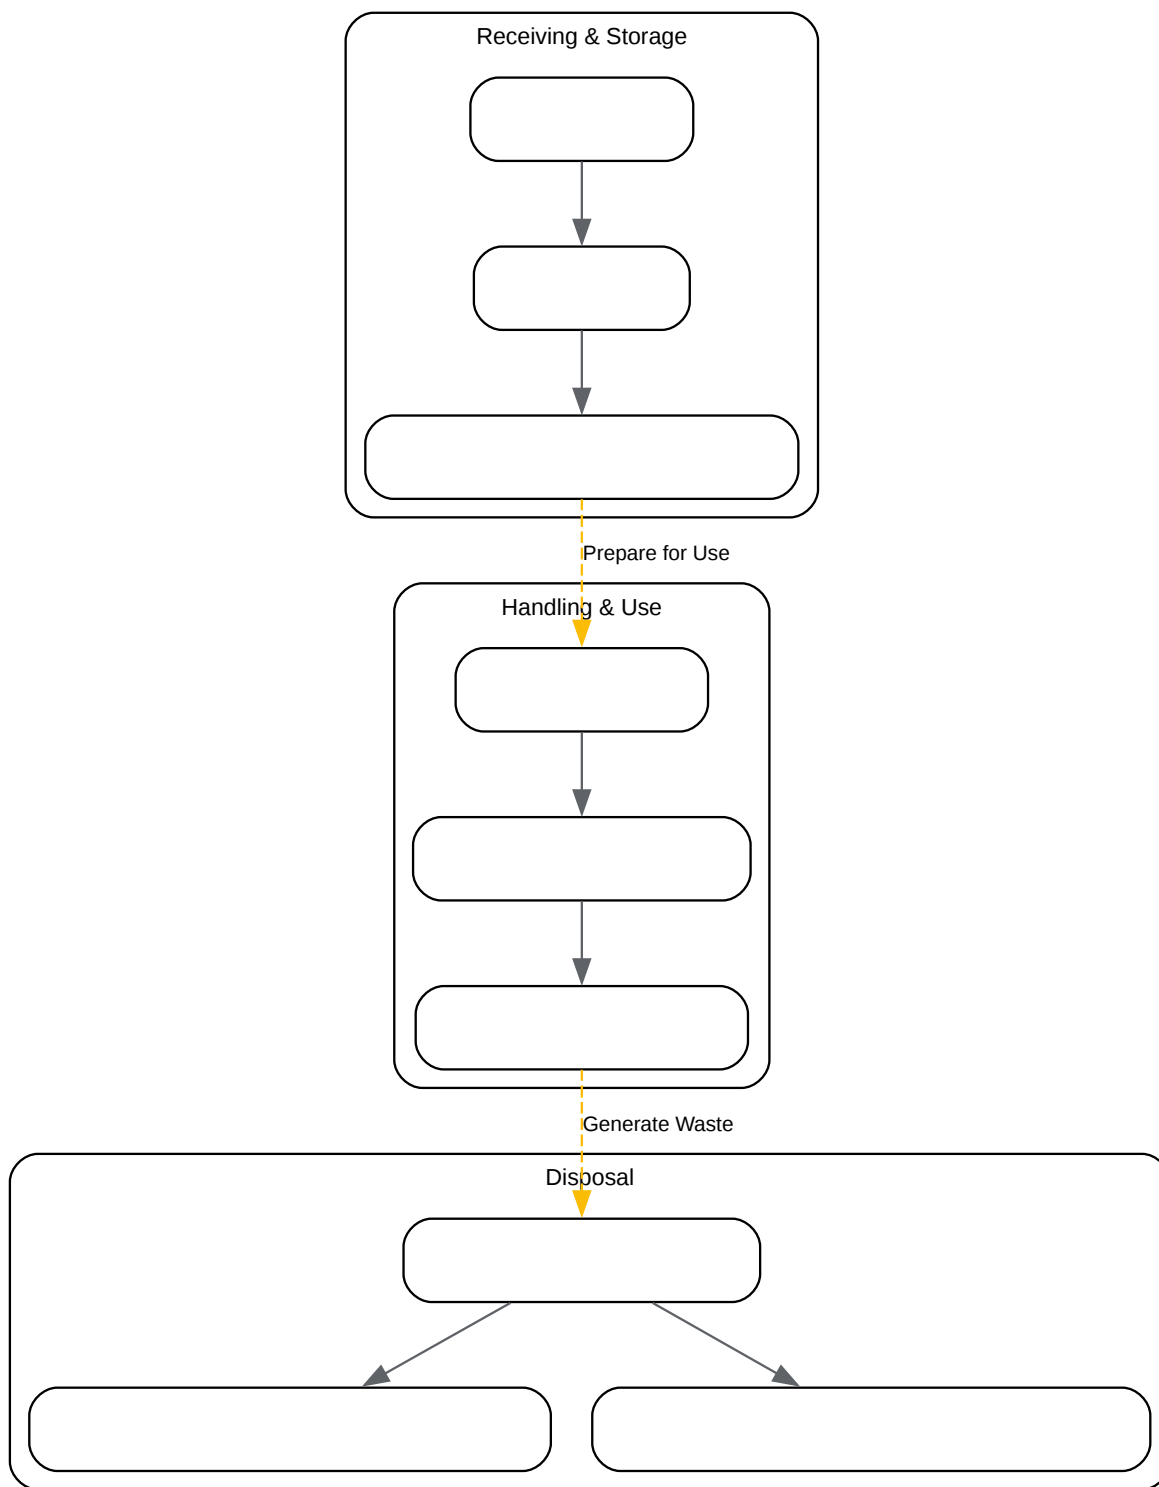 Receiving & Storage
Prepare for Use
Handling & Use
Generate Waste
Disposal